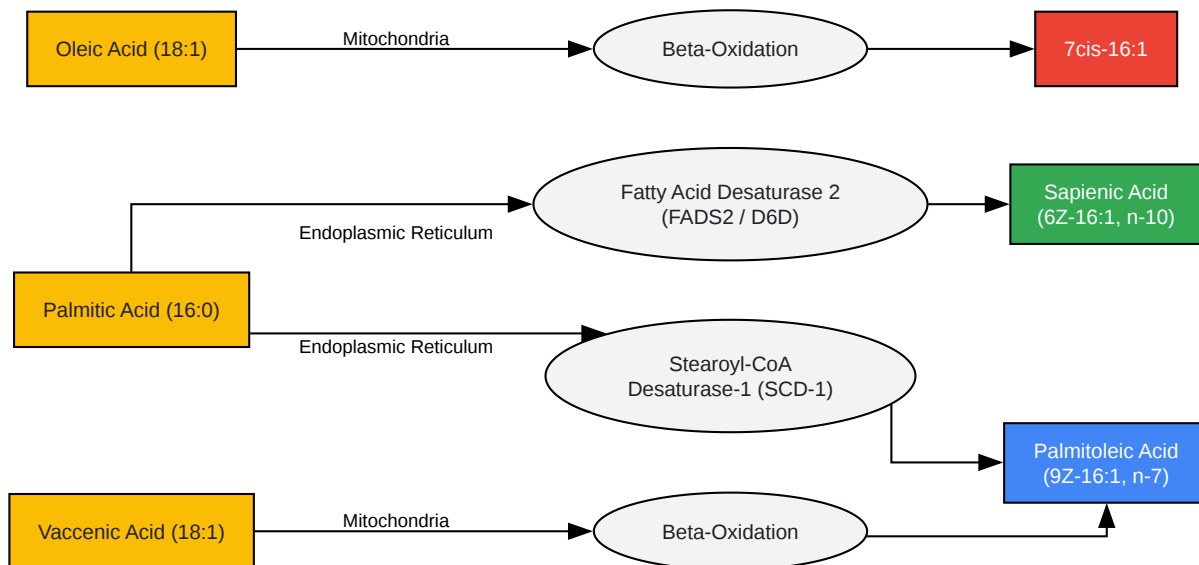 Oleic Acid (18:1)
Mitochondria
Beta-Oxidation
7cis-16:1
Fatty Acid Desaturase 2
(FADS2 / D6D)
Sapienic Acid
(6Z-16:1, n-10)
Endoplasmic Reticulum
Palmitic Acid (16:0)
Endoplasmic Reticulum
Stearoyl-CoA
Desaturase-1 (SCD-1)
Palmitoleic Acid
(9Z-16:1, n-7)
Vaccenic Acid (18:1)
Mitochondria
Beta-Oxidation